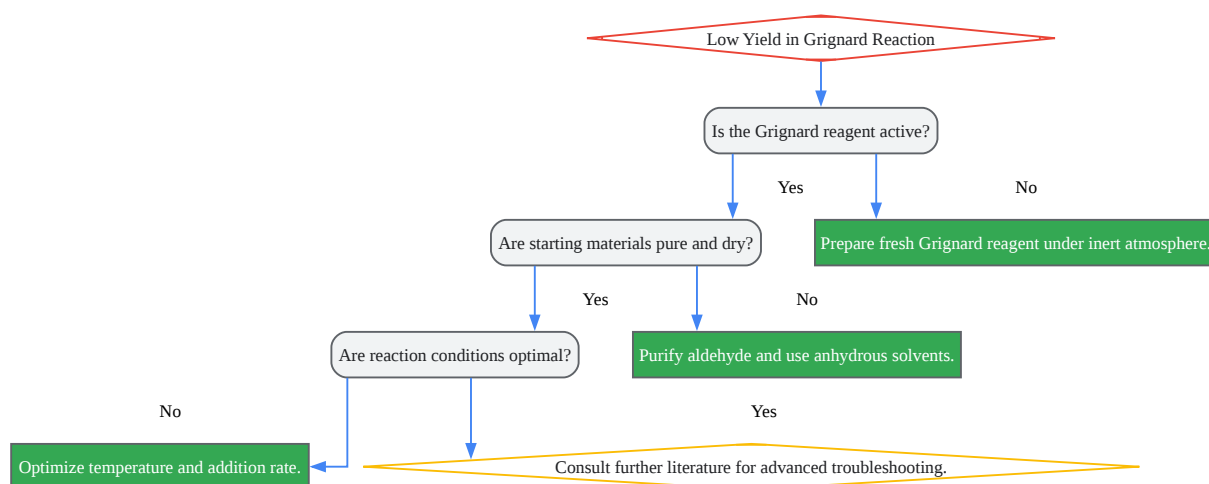 Low Yield in Grignard Reaction
Is the Grignard reagent active?
Yes
No
Are starting materials pure and dry?
Prepare fresh Grignard reagent under inert atmosphere.
Yes
No
Are reaction conditions optimal?
Purify aldehyde and use anhydrous solvents.
No
Yes
Optimize temperature and addition rate.
Consult further literature for advanced troubleshooting.